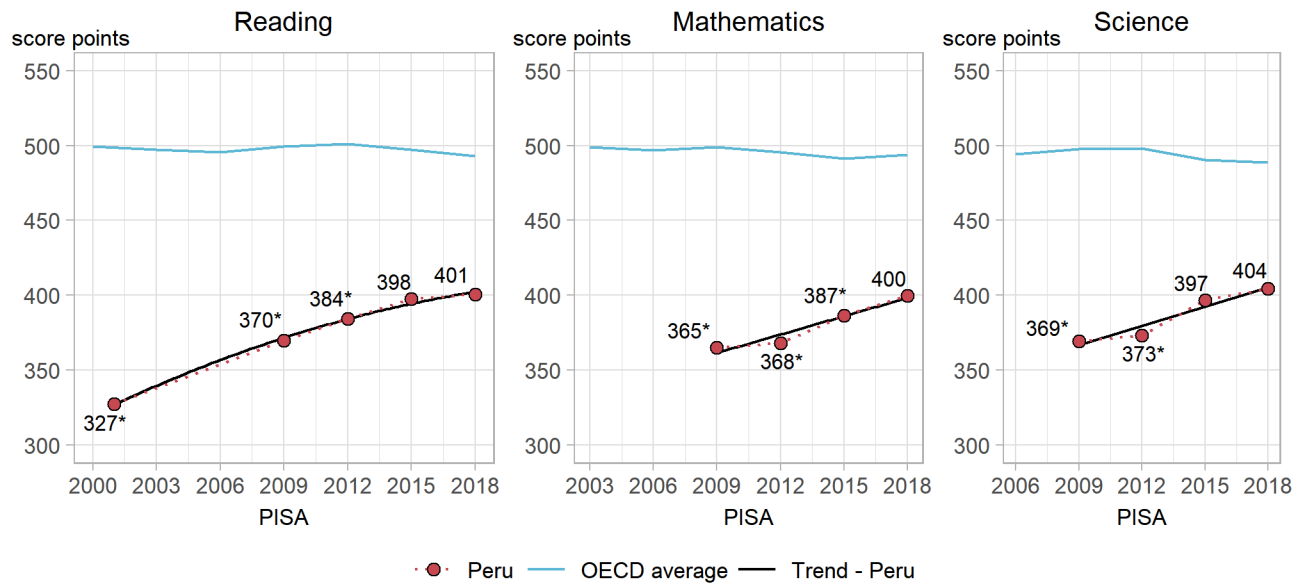 Reading
score points
550
500
450
400
350
300
327*
370*
384*
398
401
2000 2003 2006 2009 2012 2015 2018
PISA
Mathematics
score points
550
500
450
400
350
300
365*
368*
387*
400
2003 2006 2009 2012 2015 2018
PISA
Science
score points
550
500
450
400
350
300
369*
373*
397
404
2006 2009 2012 2015 2018
PISA
Peru OECD average Trend - Peru